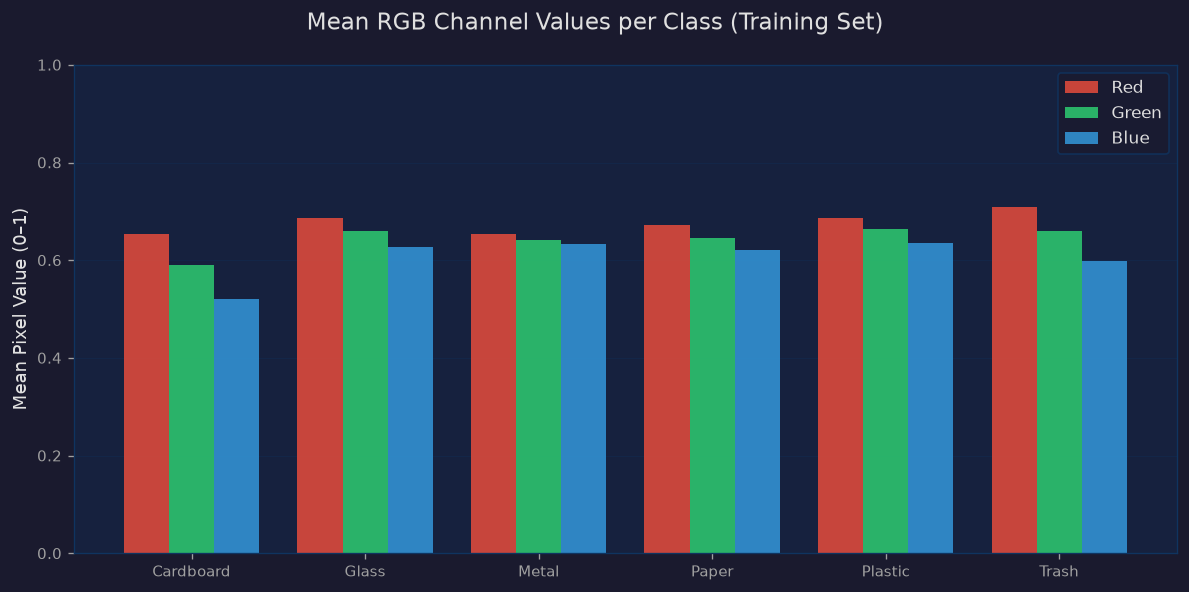 Mean RGB Channel Values per Class (Training Set)
1.0
0.8
0.6
0.4
0.2
0.0
Mean Pixel Value (0–1)
Red
Green
Blue
Cardboard
Glass
Metal
Paper
Plastic
Trash